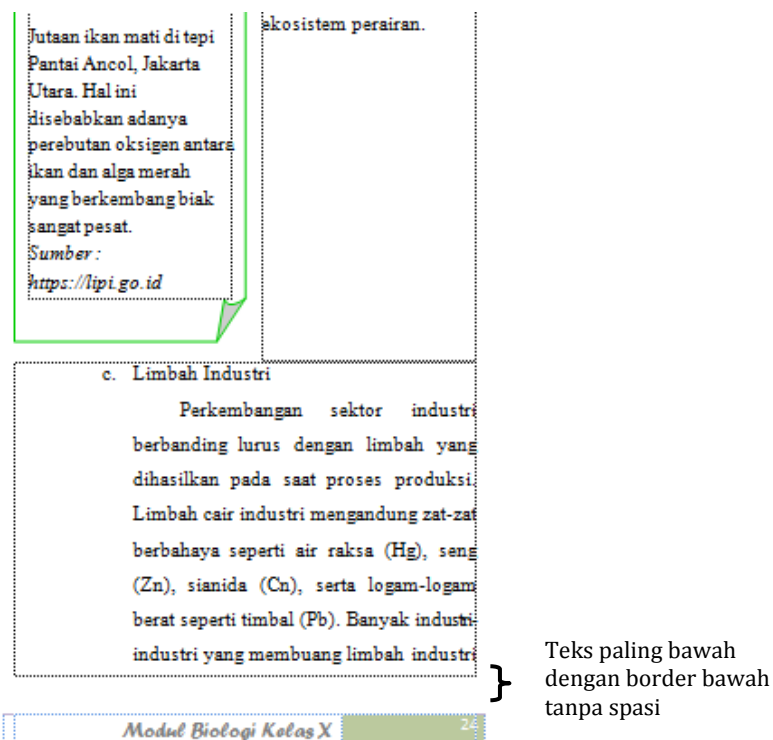 Jutaan ikan mati di tepi
Pantai Ancol, Jakarta
Utara. Hal ini
disebabkan adanya
perebutan oksigen antara
ikan dan alga merah
yang berkembang biak
sangat pesat.
Sumber :
https://lipi.go.id
ekosistem perairan.
c. Limbah Industri
Perkembangan sektor industri
berbanding lurus dengan limbah yang
dihasilkan pada saat proses produksi.
Limbah cair industri mengandung zat-zat
berbahaya seperti air raksa (Hg), seng
(Zn), sianida (Cn), serta logam-logam
berat seperti timbal (Pb). Banyak industri-
industri yang membuang limbah industri
Teks paling bawah
dengan border bawah
tanpa spasi
Modul Biologi Kelas X 24